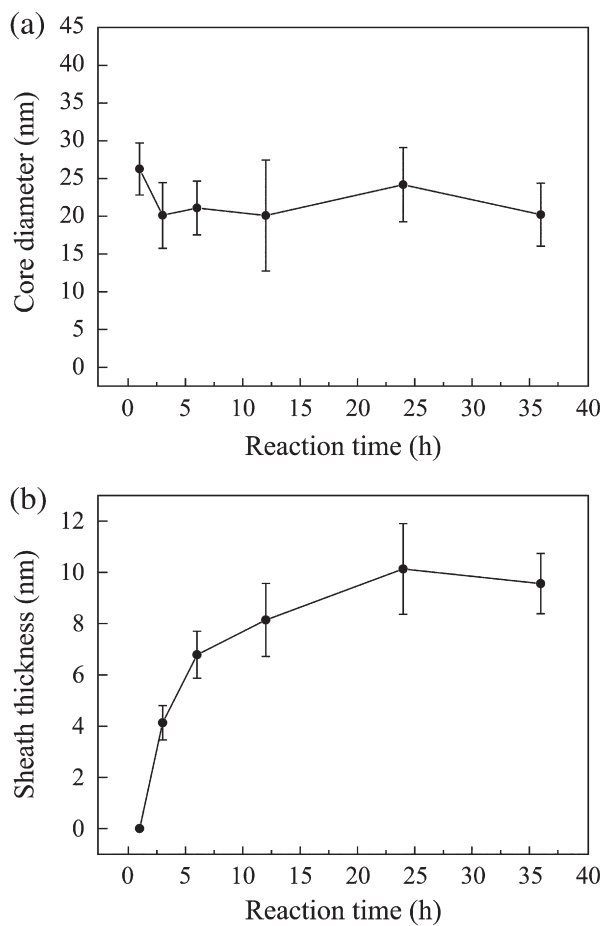 (a)
45
40
35
30
25
20
15
10
5
0
Core diameter (nm)
0 5 10 15 20 25 30 35 40
Reaction time (h)
(b)
12
10
8
6
4
2
0
Sheath thickness (nm)
0 5 10 15 20 25 30 35 40
Reaction time (h)